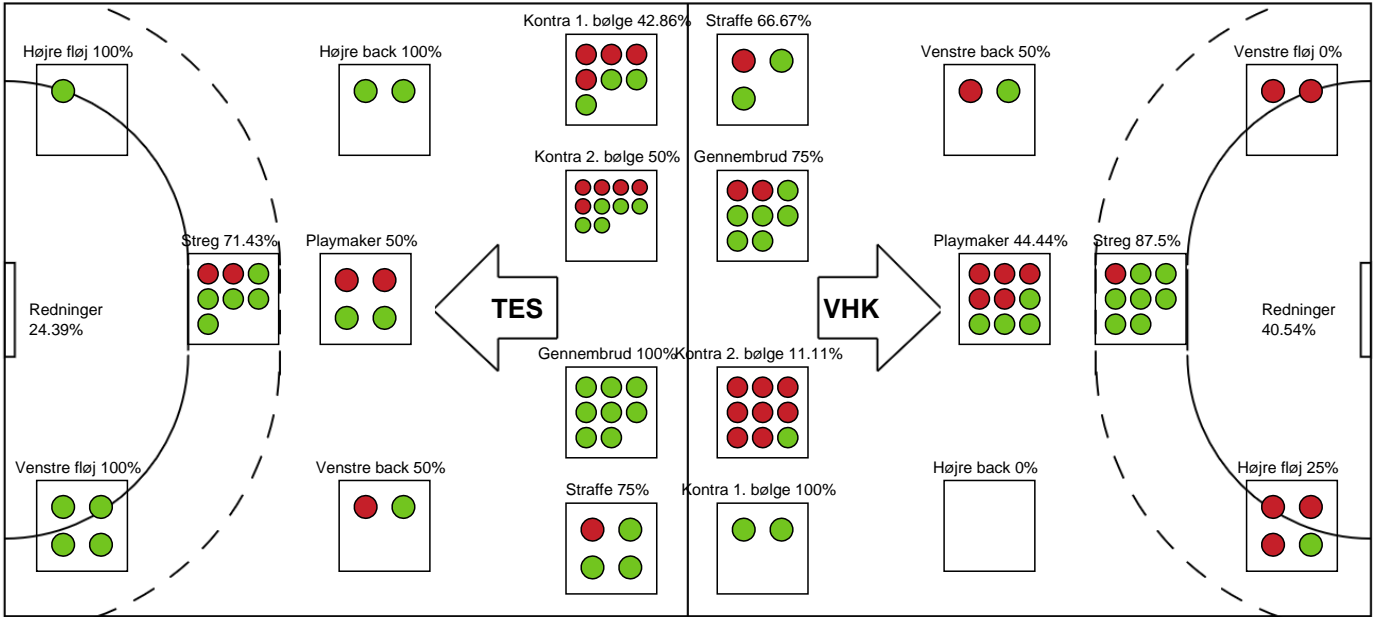 Kontra 1. bølge 42.86%
Straffe 66.67%
Højre fløj 100%
Højre back 100%
Venstre back 50%
Venstre fløj 0%
Kontra 2. bølge 50%
Gennembrud 75%
Streg 71.43%
Playmaker 50%
Playmaker 44.44%
Streg 87.5%
Redninger
24.39%
TES
VHK
Redninger
40.54%
Gennembrud 100%
Kontra 2. bølge 11.11%
Venstre fløj 100%
Venstre back 50%
Straffe 75%
Kontra 1. bølge 100%
Højre back 0%
Højre fløj 25%